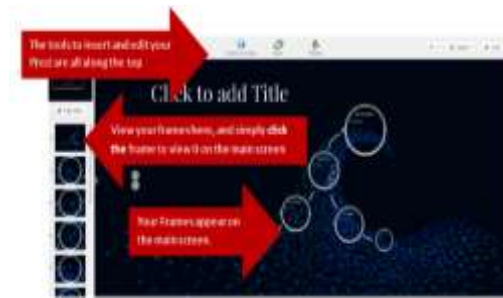 The tools to insert and edit your
Prezi are all along the top
Click to add Title
View your frames here, and simply click
the frame to view it on the main screen
Your Frames appear on
the main screen.